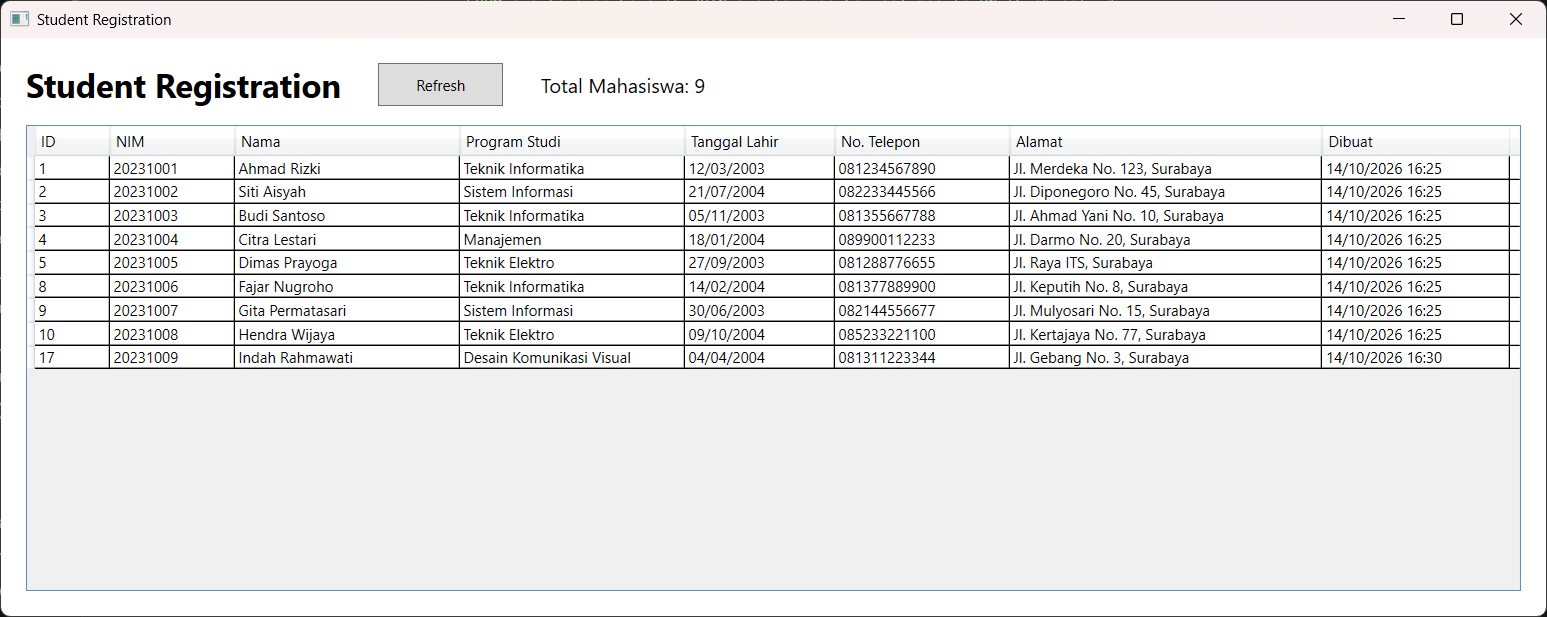 Student Registration
Student Registration Refresh Total Mahasiswa: 9
ID NIM Nama Program Studi Tanggal Lahir No. Telepon Alamat Dibuat
1 20231001 Ahmad Rizki Teknik Informatika 12/03/2003 081234567890 Jl. Merdeka No. 123, Surabaya 14/10/2026 16:25
2 20231002 Siti Aisyah Sistem Informasi 21/07/2004 082233445566 Jl. Diponegoro No. 45, Surabaya 14/10/2026 16:25
3 20231003 Budi Santoso Teknik Informatika 05/11/2003 081355667788 Jl. Ahmad Yani No. 10, Surabaya 14/10/2026 16:25
4 20231004 Citra Lestari Manajemen 18/01/2004 089900112233 Jl. Darmo No. 20, Surabaya 14/10/2026 16:25
5 20231005 Dimas Prayoga Teknik Elektro 27/09/2003 081288776655 Jl. Raya ITS, Surabaya 14/10/2026 16:25
8 20231006 Fajar Nugroho Teknik Informatika 14/02/2004 081377889900 Jl. Keputih No. 8, Surabaya 14/10/2026 16:25
9 20231007 Gita Permatasari Sistem Informasi 30/06/2003 082144556677 Jl. Mulyosari No. 15, Surabaya 14/10/2026 16:25
10 20231008 Hendra Wijaya Teknik Elektro 09/10/2004 085233221100 Jl. Kertajaya No. 77, Surabaya 14/10/2026 16:25
17 20231009 Indah Rahmawati Desain Komunikasi Visual 04/04/2004 081311223344 Jl. Gebang No. 3, Surabaya 14/10/2026 16:30